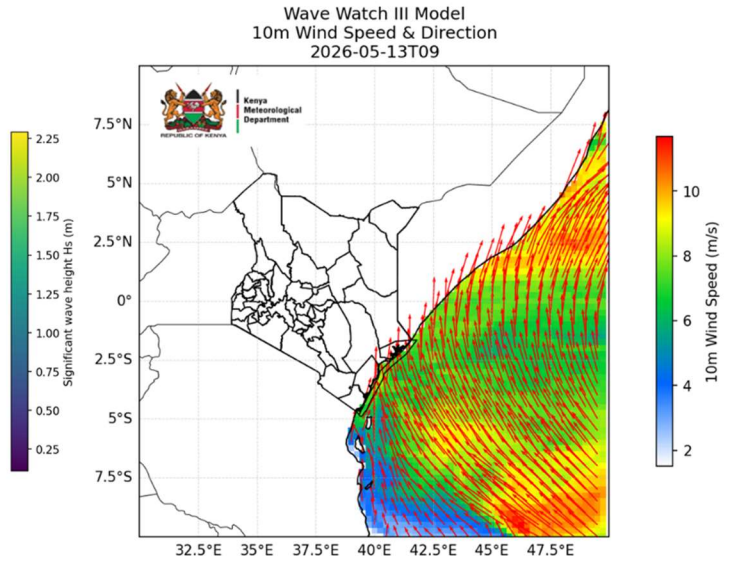 Wave Watch III Model
10m Wind Speed & Direction
2026-05-13T09
REPUBLIC OF KENYA
Kenya
Meteorological
Department
7.5°N
5°N
2.5°N
0°
2.5°S
5°S
7.5°S
32.5°E 35°E 37.5°E 40°E 42.5°E 45°E 47.5°E
2.25
2.00
1.75
1.50
1.25
1.00
0.75
0.50
0.25
Significant wave height Hs (m)
10
8
6
4
2
10m Wind Speed (m/s)